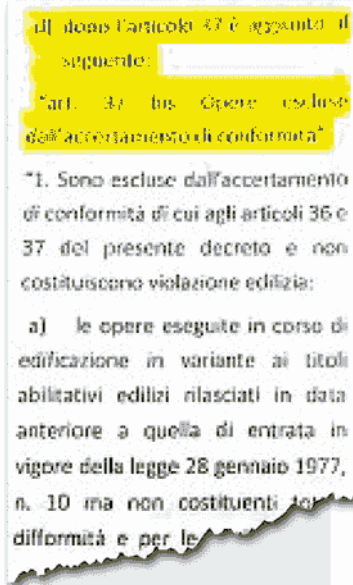 d) dopo l'articolo 37 è aggiunto il
seguente:
"art. 37 bis Opere escluse
dall'accertamento di conformità"
"1. Sono escluse dall'accertamento
di conformità di cui agli articoli 36 e
37 del presente decreto e non
costituiscono violazione edilizia:
a) le opere eseguite in corso di
edificazione in variante ai titoli
abilitativi edilizi rilasciati in data
anteriore a quella di entrata in
vigore della legge 28 gennaio 1977,
n. 10 ma non costituenti
difformità e per le